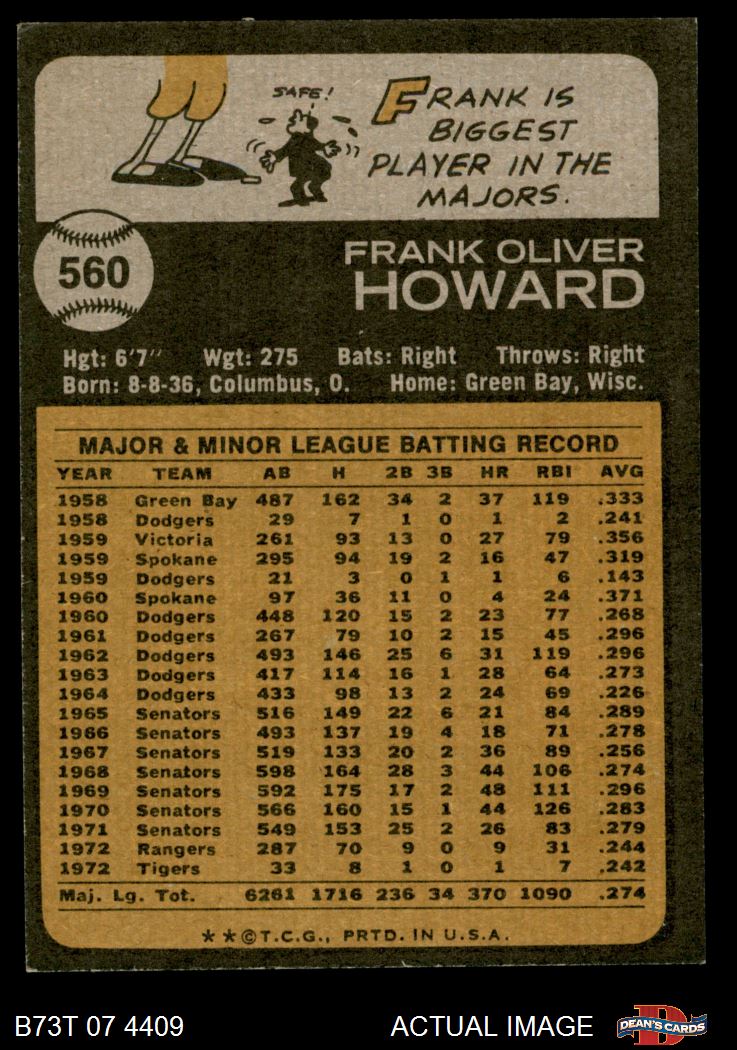 SAFE!
FRANK IS
BIGGEST
PLAYER IN THE
MAJORS.
560
FRANK OLIVER
HOWARD
Hgt: 6'7" Wgt: 275 Bats: Right Throws: Right
Born: 8-8-36, Columbus, O. Home: Green Bay, Wisc.
MAJOR & MINOR LEAGUE BATTING RECORD
YEAR TEAM AB H 2B 3B HR RBI AVG
1958 Green Bay 487 162 34 2 37 119 .333
1958 Dodgers 29 7 1 0 1 2 .241
1959 Victoria 261 93 13 0 27 79 .356
1959 Spokane 295 94 19 2 16 47 .319
1959 Dodgers 21 3 0 1 1 6 .143
1960 Spokane 97 36 11 0 4 24 .371
1960 Dodgers 448 120 15 2 23 77 .268
1961 Dodgers 267 79 10 2 15 45 .296
1962 Dodgers 493 146 25 6 31 119 .296
1963 Dodgers 417 114 16 1 28 64 .273
1964 Dodgers 433 98 13 2 24 69 .226
1965 Senators 516 149 22 6 21 84 .289
1966 Senators 493 137 19 4 18 71 .278
1967 Senators 519 133 20 2 36 89 .256
1968 Senators 598 164 28 3 44 106 .274
1969 Senators 592 175 17 2 48 111 .296
1970 Senators 566 160 15 1 44 126 .283
1971 Senators 549 153 25 2 26 83 .279
1972 Rangers 287 70 9 0 9 31 .244
1972 Tigers 33 8 1 0 1 7 .242
Maj. Lg. Tot. 6261 1716 236 34 370 1090 .274
**©T.C.G., PRTD. IN U.S.A.
B73T 07 4409 ACTUAL IMAGE
DEAN'S CARDS